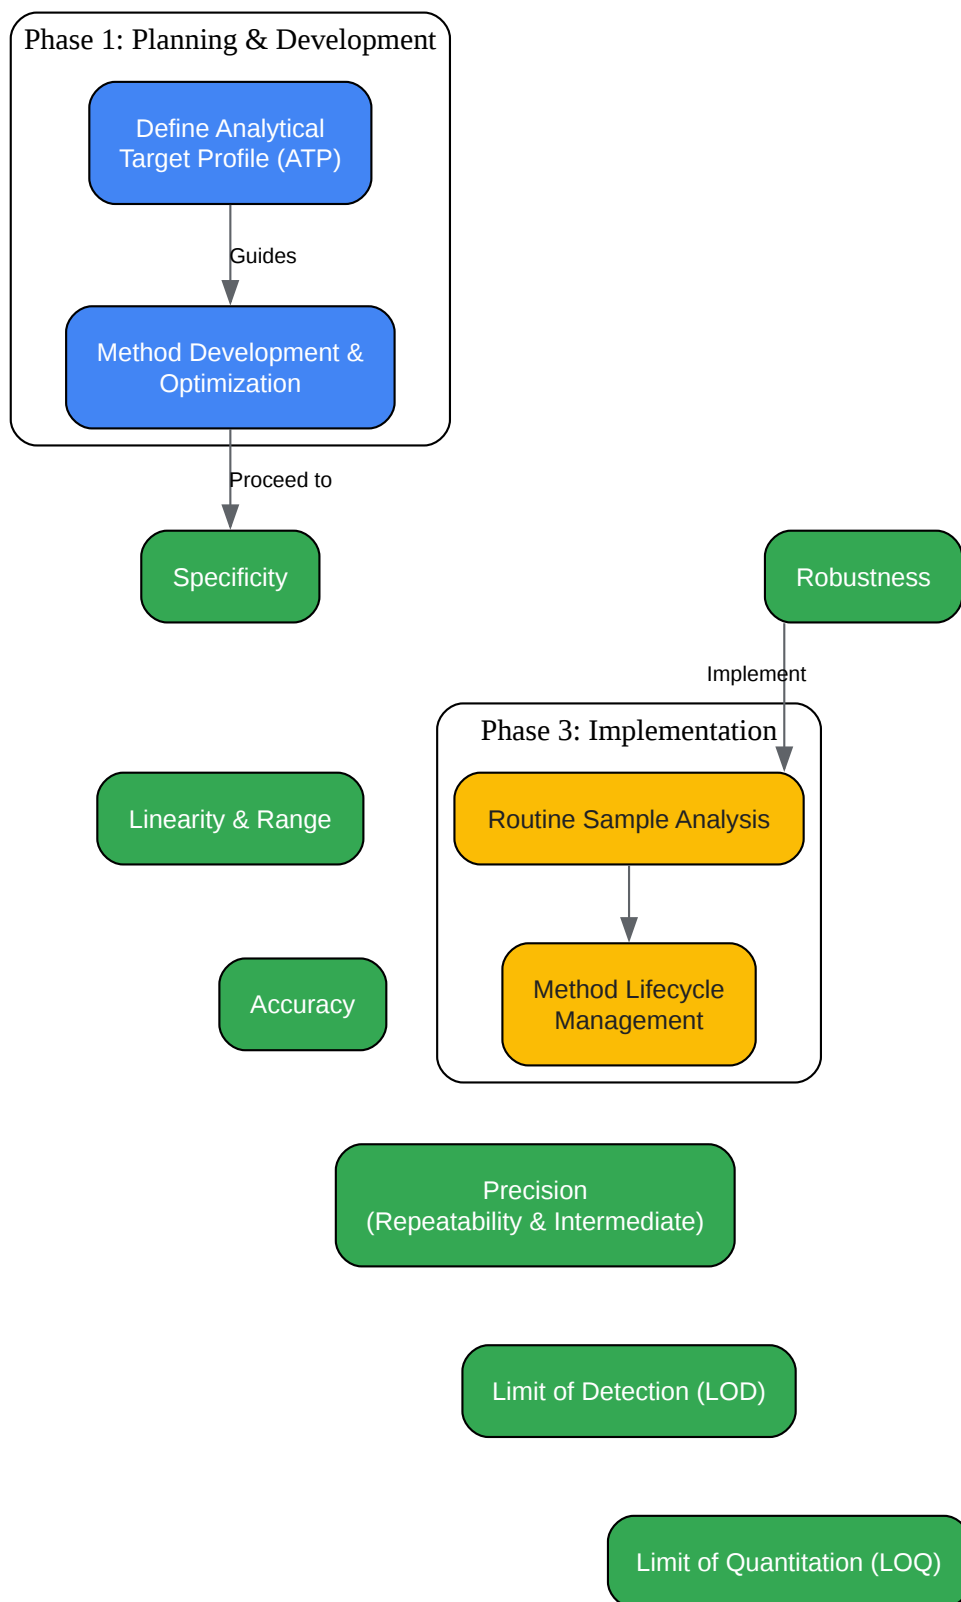 Phase 1: Planning & Development
Define Analytical
Target Profile (ATP)
Guides
Method Development &
Optimization
Proceed to
Specificity
Robustness
Implement
Phase 3: Implementation
Linearity & Range
Routine Sample Analysis
Accuracy
Method Lifecycle
Management
Precision
(Repeatability & Intermediate)
Limit of Detection (LOD)
Limit of Quantitation (LOQ)